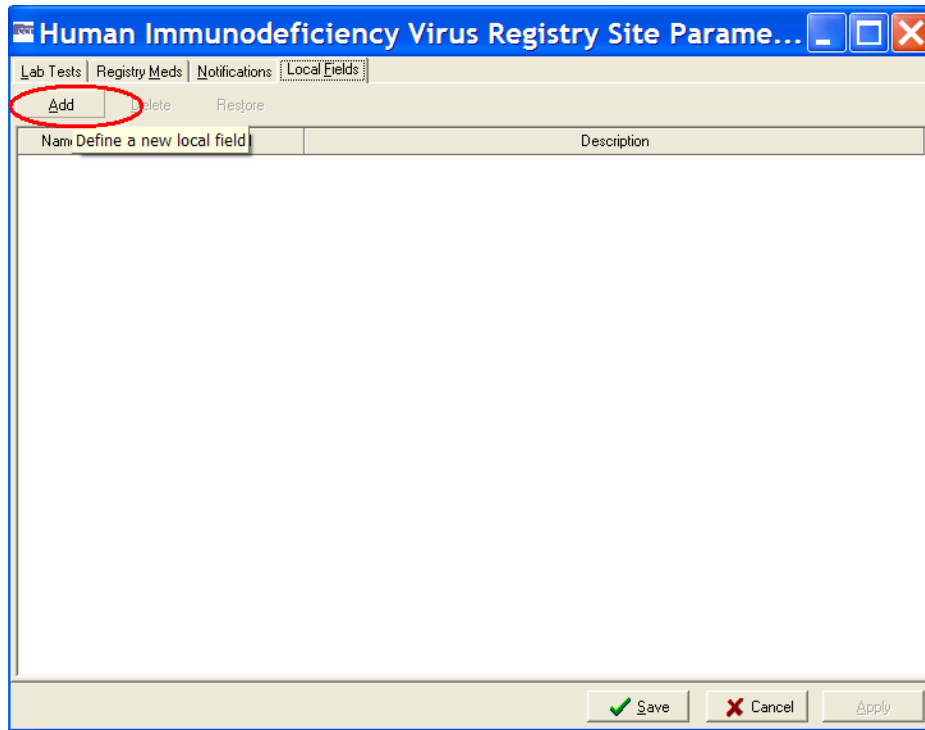 Human Immunodeficiency Virus Registry Site Parame...
Lab Tests Registry Meds Notifications Local Fields
Add Delete Restore
Define a new local field
Description
Save Cancel Apply